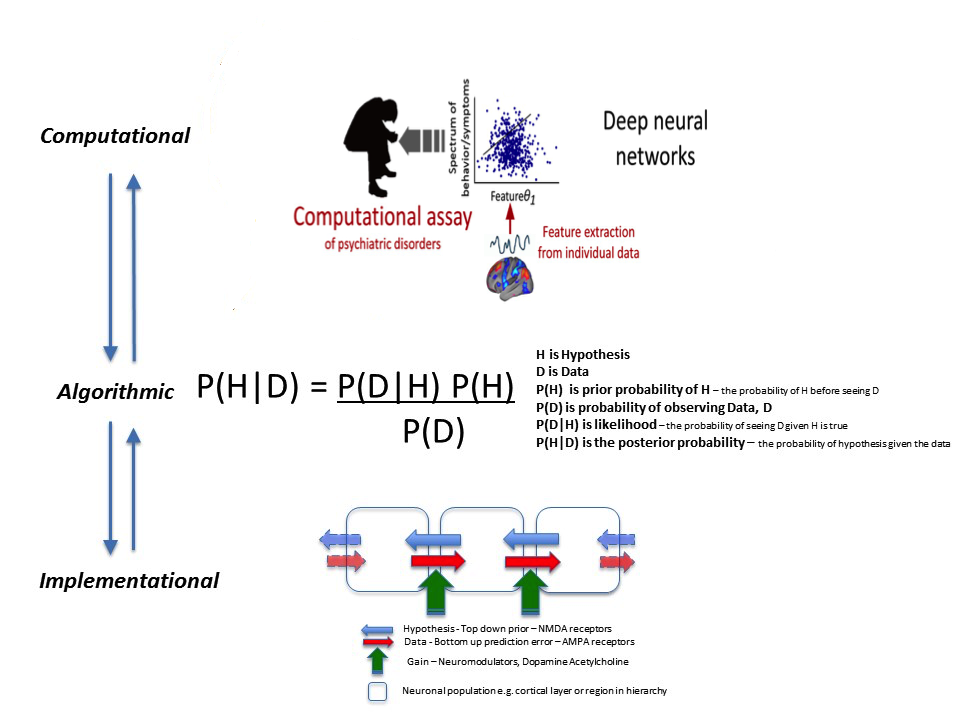 Computational
Spectrum of
behavior/symptoms
Deep neural
networks
Featureθ1
Computational assay
of psychiatric disorders
Feature extraction
from individual data
Algorithmic
P(H|D) = P(D|H) P(H)
P(D)
H is Hypothesis
D is Data
P(H) is prior probability of H – the probability of H before seeing D
P(D) is probability of observing Data, D
P(D|H) is likelihood – the probability of seeing D given H is true
P(H|D) is the posterior probability – the probability of hypothesis given the data
Implementational
Hypothesis - Top down prior – NMDA receptors
Data - Bottom up prediction error – AMPA receptors
Gain – Neuromodulators, Dopamine Acetylcholine
Neuronal population e.g. cortical layer or region in hierarchy